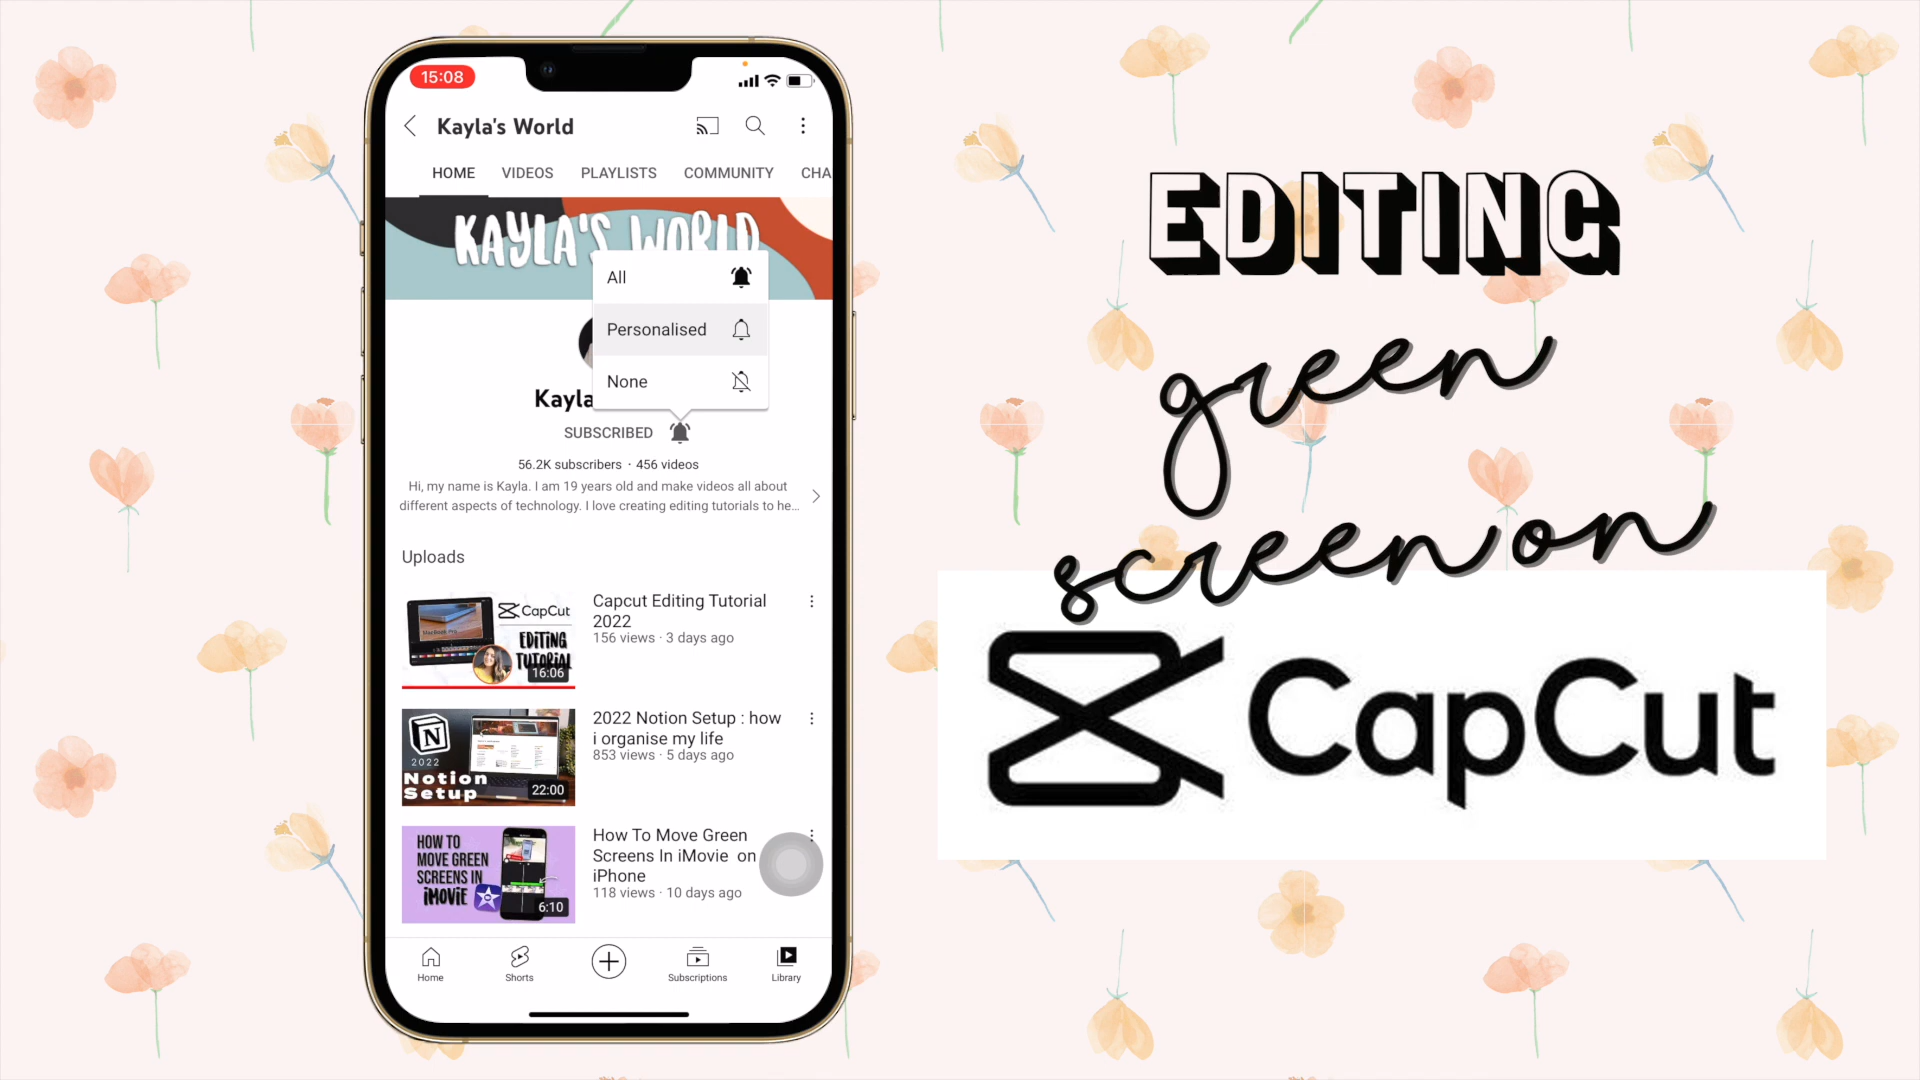 15:08
Kayla's World
HOME VIDEOS PLAYLISTS COMMUNITY CHA
KAYLA'S WORLD
All
Personalised
None
Kayla
SUBSCRIBED
56.2K subscribers · 456 videos
Hi, my name is Kayla. I am 19 years old and make videos all about
different aspects of technology. I love creating editing tutorials to he...
Uploads
CapCut
EDITING
TUTORIAL
16:06
Capcut Editing Tutorial
2022
156 views · 3 days ago
N
2022
Notion
Setup
22:00
2022 Notion Setup : how
i organise my life
853 views · 5 days ago
HOW TO
MOVE GREEN
SCREENS IN
iMOViE
6:10
How To Move Green
Screens In iMovie on
iPhone
118 views · 10 days ago
Home Shorts Subscriptions Library
EDITING
green
screen on
CapCut